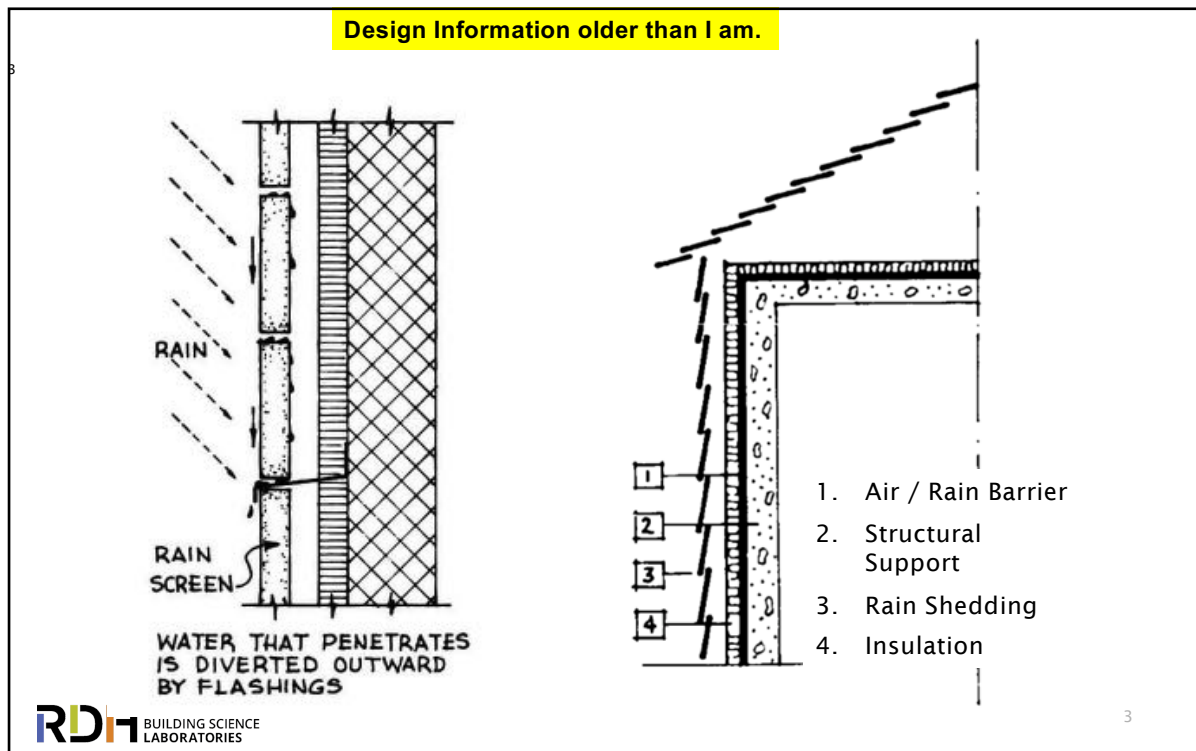 Design Information older than I am.
3
RAIN
RAIN
SCREEN
WATER THAT PENETRATES
IS DIVERTED OUTWARD
BY FLASHINGS
1
2
3
4
1. Air / Rain Barrier
2. Structural
Support
3. Rain Shedding
4. Insulation
RDH BUILDING SCIENCE
LABORATORIES
3